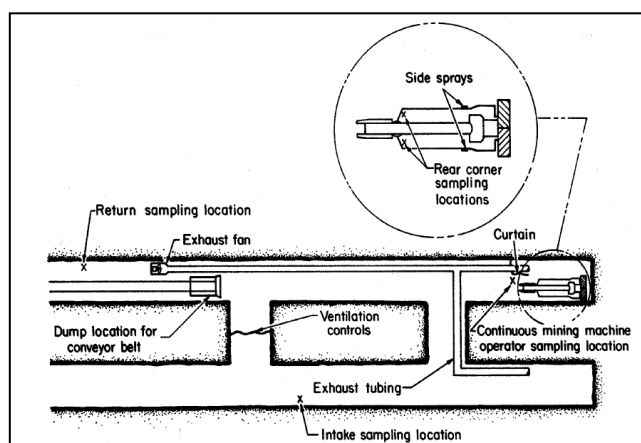 Side sprays
Rear corner
sampling
locations
Return sampling location
Exhaust fan
Curtain
Dump location for
conveyor belt
Ventilation
controls
Continuous mining machine
operator sampling location
Exhaust tubing
Intake sampling location